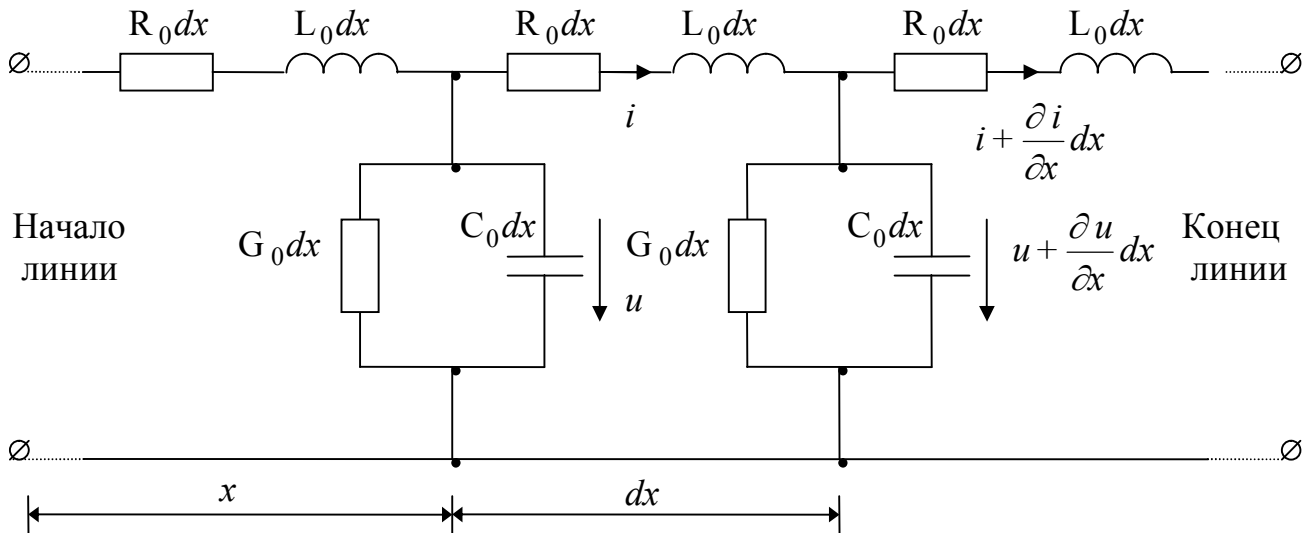 R₀dx L₀dx R₀dx L₀dx R₀dx L₀dx
i
i + ∂i/∂x dx
Начало
линии
G₀dx C₀dx u
G₀dx C₀dx
u + ∂u/∂x dx
Конец
линии
x dx